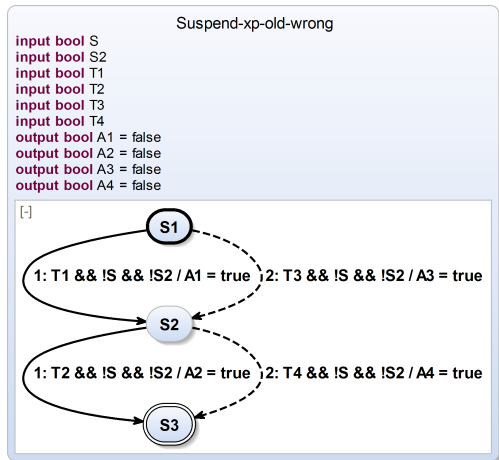 Suspend-xp-old-wrong
input bool S
input bool S2
input bool T1
input bool T2
input bool T3
input bool T4
output bool A1 = false
output bool A2 = false
output bool A3 = false
output bool A4 = false
[-]
S1
1: T1 && !S && !S2 / A1 = true
2: T3 && !S && !S2 / A3 = true
S2
1: T2 && !S && !S2 / A2 = true
2: T4 && !S && !S2 / A4 = true
S3